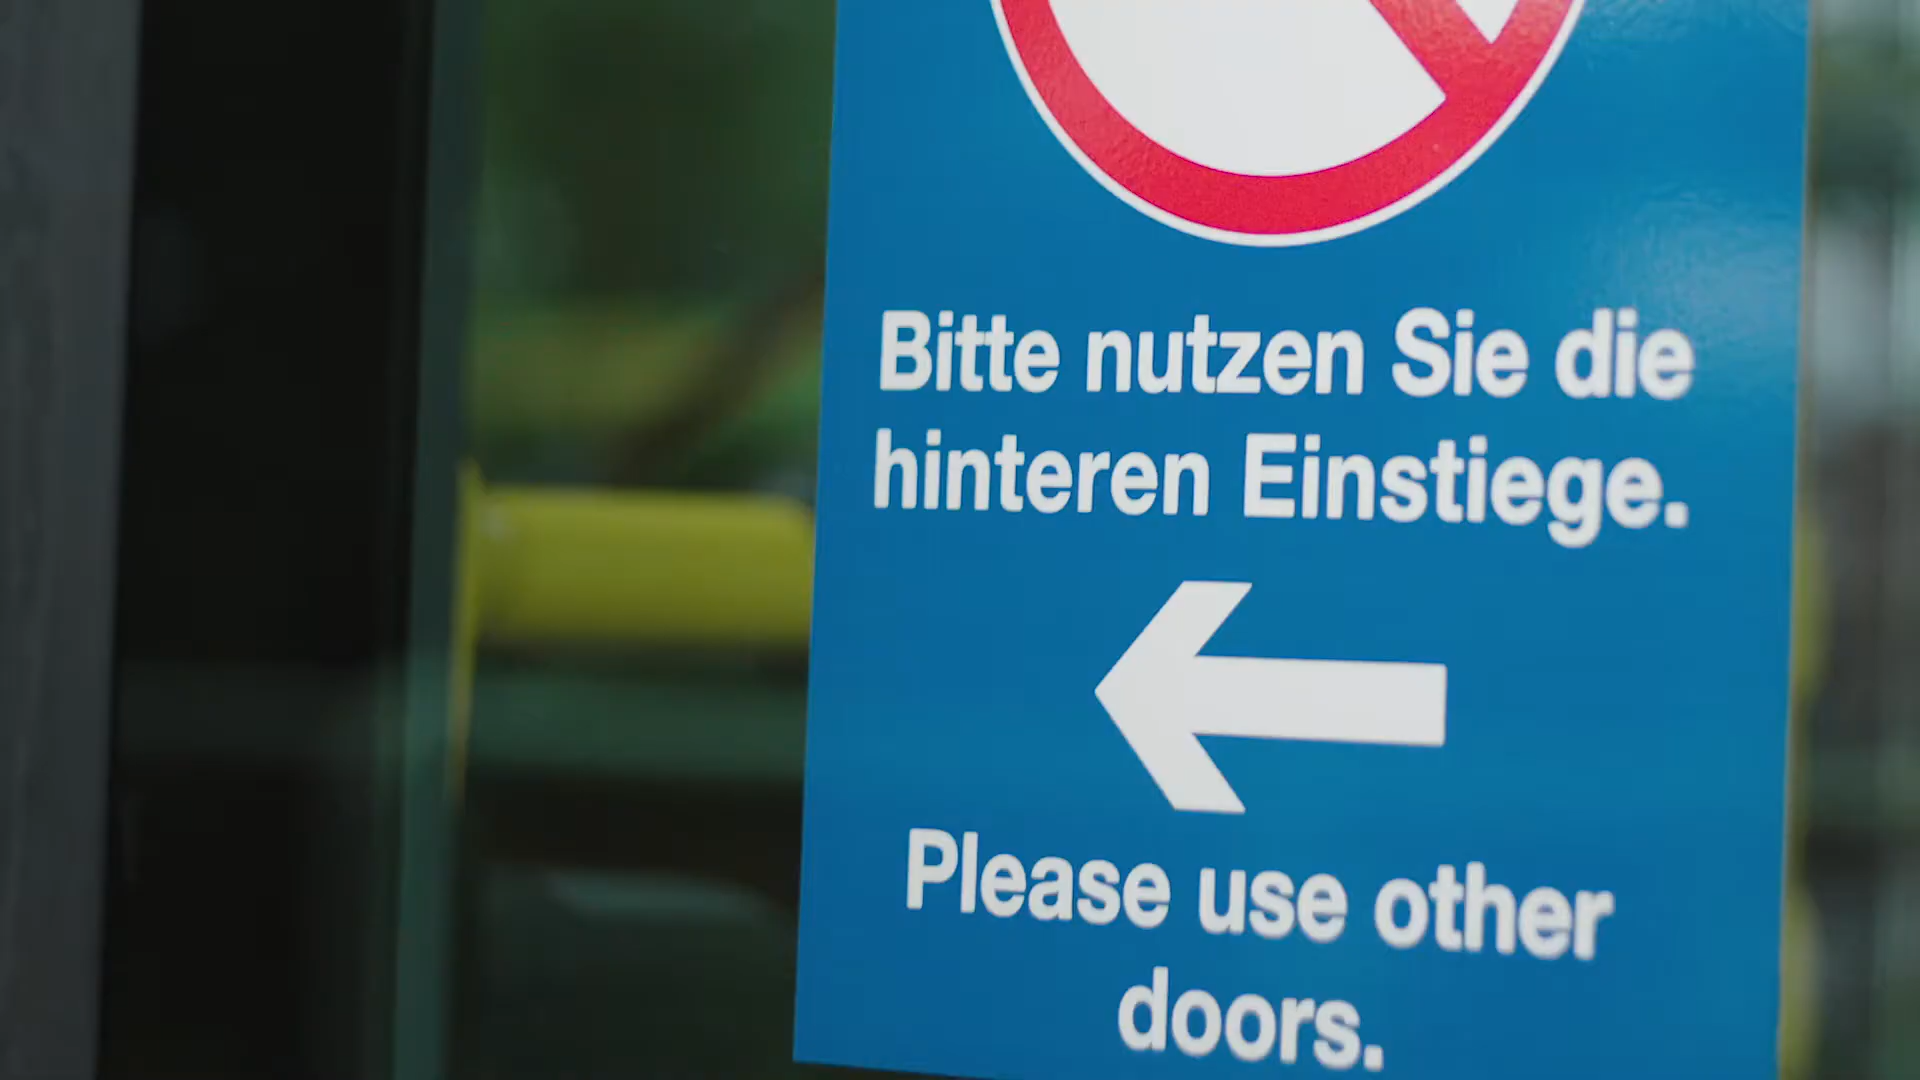 Bitte nutzen Sie die
hinteren Einstiege.
Please use other
doors.